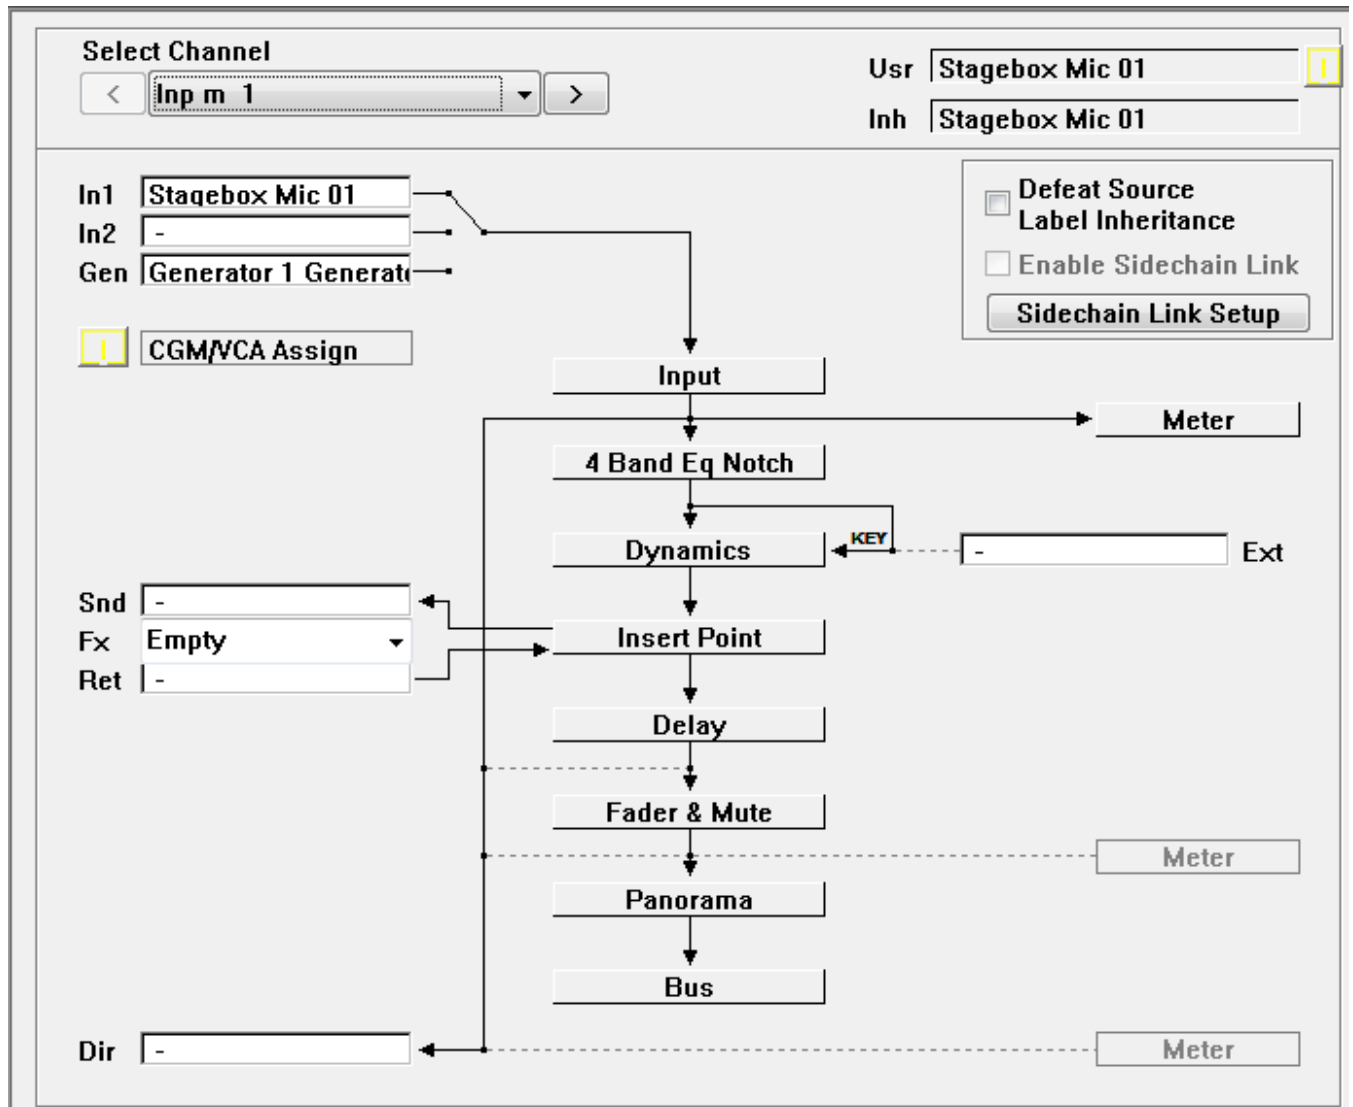 Select Channel
<
Inp m 1
>
Usr
Stagebox Mic 01
Inh
Stagebox Mic 01
In1
Stagebox Mic 01
In2
-
Gen
Generator 1 Generat
Defeat Source
Label Inheritance
Enable Sidechain Link
Sidechain Link Setup
CGM/VCA Assign
Input
Meter
4 Band Eq Notch
Dynamics
KEY
-
Ext
Snd
-
Fx
Empty
Ret
-
Insert Point
Delay
Fader & Mute
Meter
Panorama
Bus
Dir
-
Meter